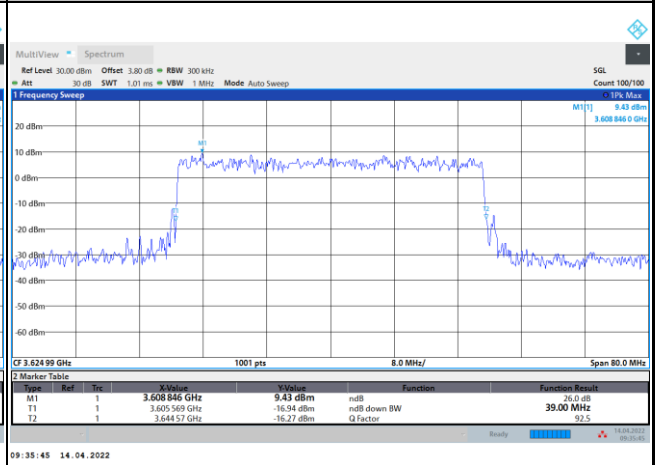 MultiView Spectrum
Ref Level 30.00 dBm Offset 3.80 dB RBW 300 kHz SGL
Att 30 dB SWT 1.01 ms VBW 1 MHz Mode Auto Sweep Count 100/100
1 Frequency Sweep 1Pk Max
M1[1] 9.43 dBm
3.608 846 0 GHz
20 dBm
M1
10 dBm
0 dBm
-10 dBm
T2
-20 dBm
-30 dBm
-40 dBm
-50 dBm
-60 dBm
CF 3.624 99 GHz 1001 pts 8.0 MHz/ Span 80.0 MHz
2 Marker Table
Type Ref Trc X-Value Y-Value Function Function Result
M1 1 3.608 846 GHz 9.43 dBm ndB 26.0 dB
T1 1 3.605 569 GHz -16.94 dBm ndB down BW 39.00 MHz
T2 1 3.644 57 GHz -16.27 dBm Q Factor 92.5
Ready 14.04.2022
09:35:45
09:35:45 14.04.2022